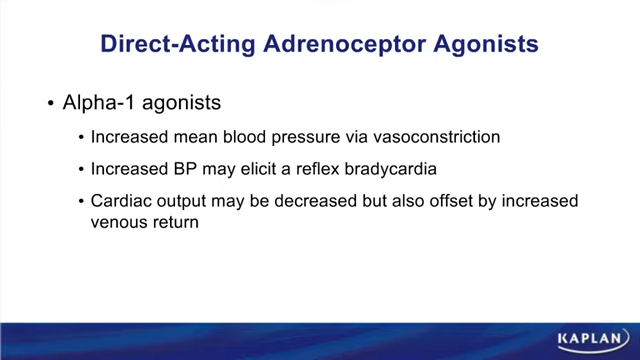 Direct-Acting Adrenoceptor Agonists
• Alpha-1 agonists
• Increased mean blood pressure via vasoconstriction
• Increased BP may elicit a reflex bradycardia
• Cardiac output may be decreased but also offset by increased
venous return
KAPLAN